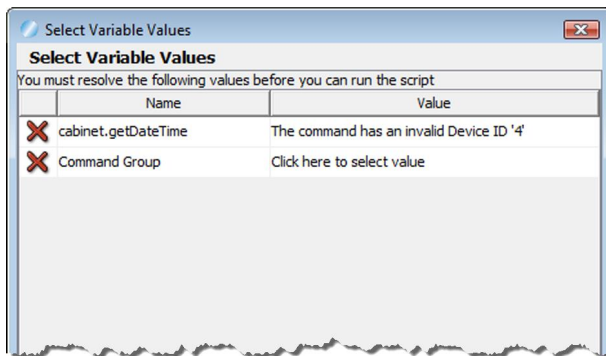 Select Variable Values
Select Variable Values
You must resolve the following values before you can run the script
Name Value
cabinet.getDateTime The command has an invalid Device ID '4'
Command Group Click here to select value